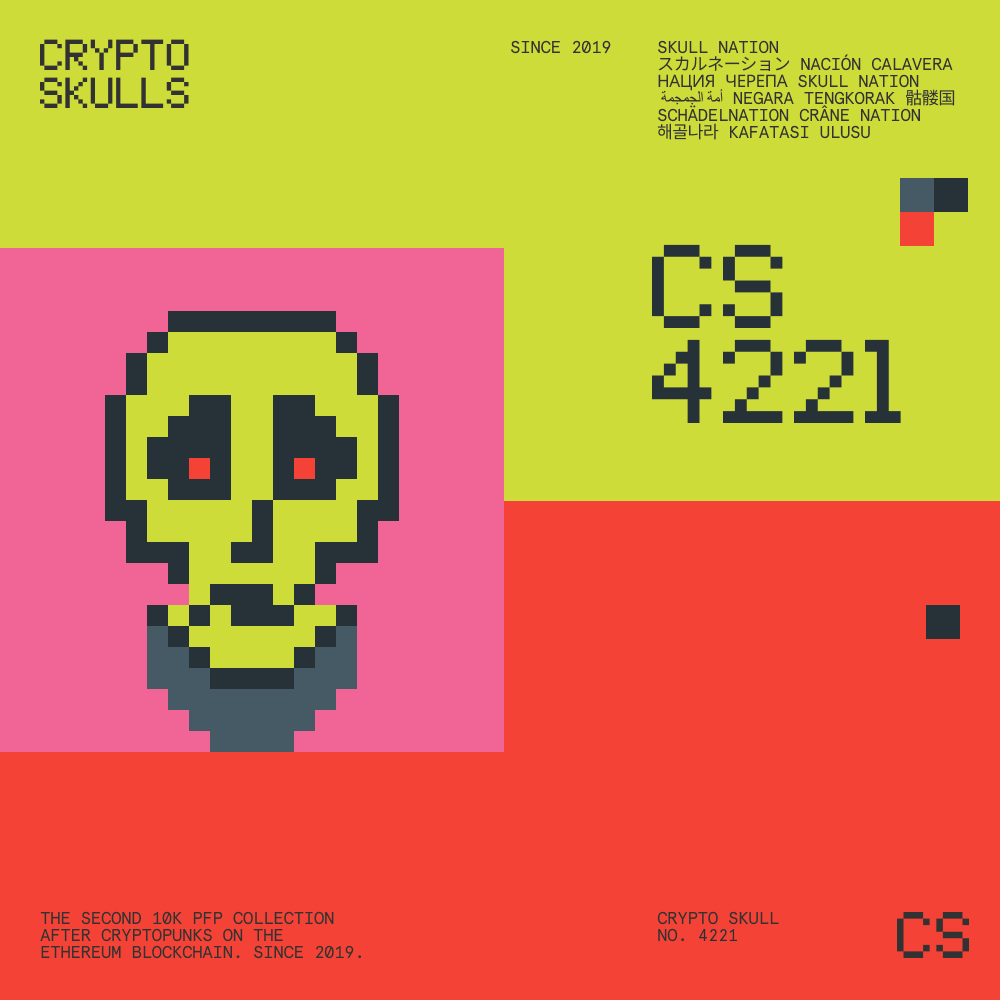 CRYPTO
SKULLS
SINCE 2019
SKULL NATION
スカルネーション NACIÓN CALAVERA
НАЦИЯ ЧЕРЕПА SKULL NATION
أمة الجمجمة NEGARA TENGKORAK 骷髅国
SCHÄDELNATION CRÂNE NATION
해골나라 KAFATASI ULUSU
CS
4221
THE SECOND 10K PFP COLLECTION
AFTER CRYPTOPUNKS ON THE
ETHEREUM BLOCKCHAIN. SINCE 2019.
CRYPTO SKULL
NO. 4221
CS